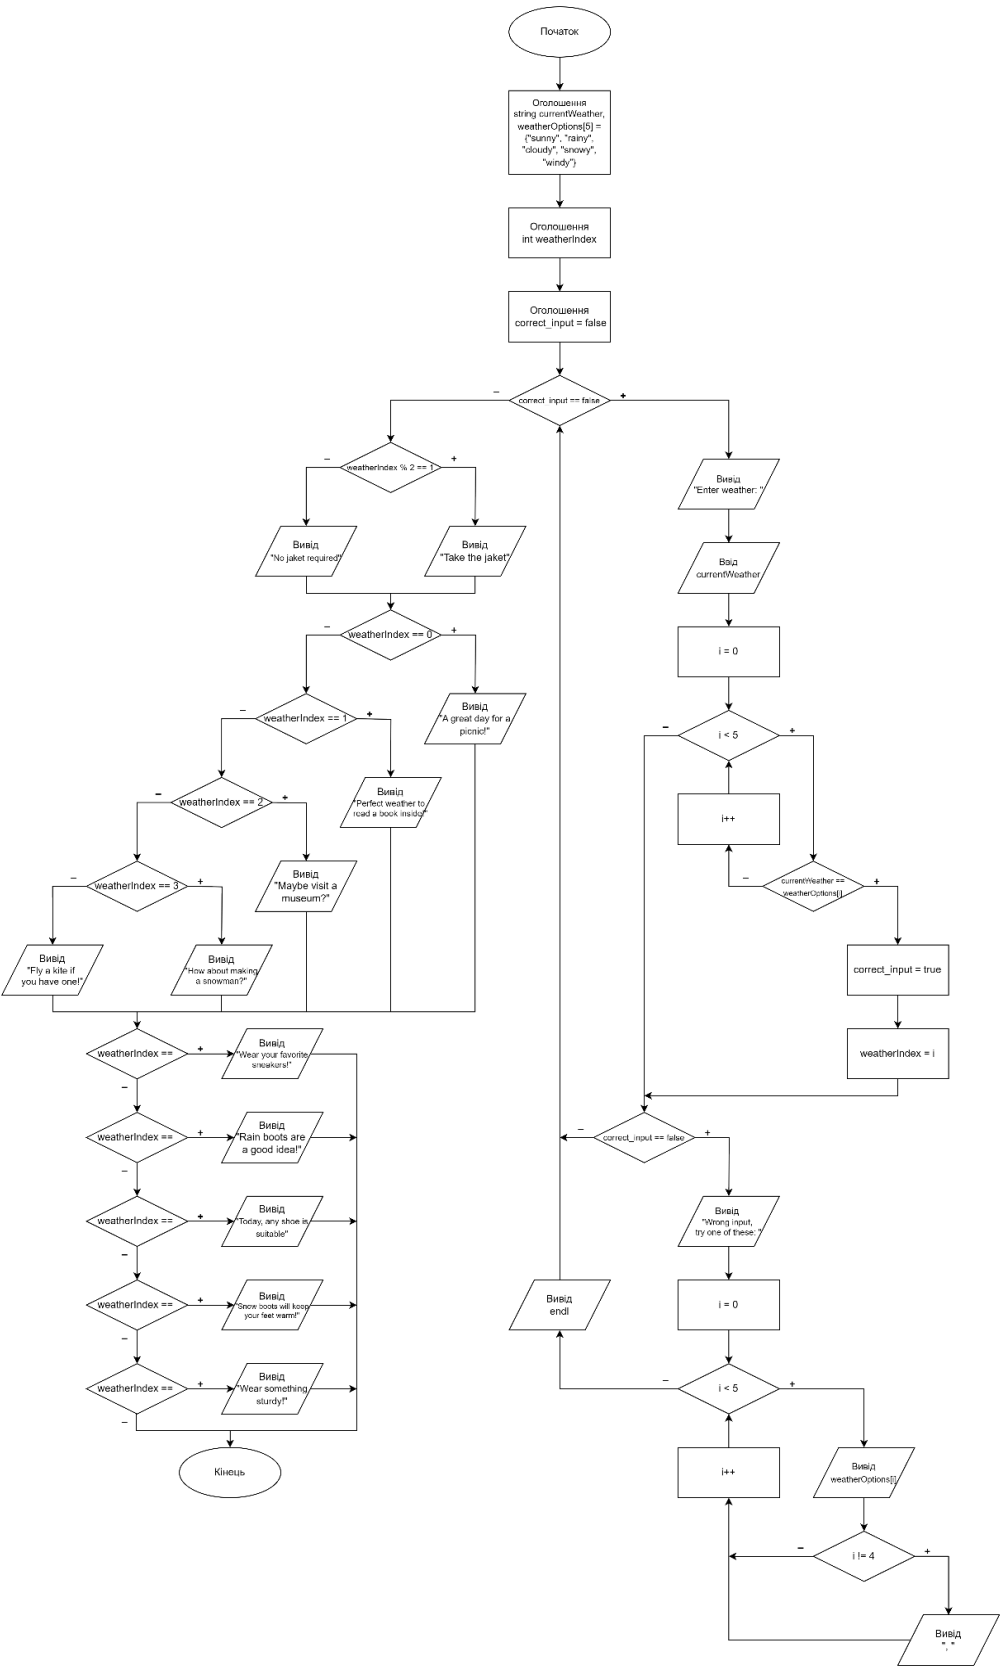 Початок
Оголошення
string currentWeather,
weatherOptions[5] =
{"sunny", "rainy",
"cloudy", "snowy",
"windy"}
Оголошення
int weatherIndex
Оголошення
correct_input = false
– correct_input == false +
– weatherIndex % 2 == 1 +
Вивід
"Enter weather: "
Вивід
"No jaket required"
Вивід
"Take the jaket"
Ввід
currentWeather
– weatherIndex == 0 +
i = 0
– weatherIndex == 1 +
Вивід
"A great day for a
picnic!"
– i < 5 +
– weatherIndex == 2 +
Вивід
"Perfect weather to
read a book inside!"
i++
– weatherIndex == 3 +
Вивід
"Maybe visit a
museum?"
– currentWeather ==
weatherOptions[i] +
Вивід
"Fly a kite if
you have one!"
Вивід
"How about making
a snowman?"
correct_input = true
weatherIndex == + –
Вивід
"Wear your favorite
sneakers!"
weatherIndex = i
weatherIndex == + –
Вивід
"Rain boots are
a good idea!"
– correct_input == false +
weatherIndex == + –
Вивід
"Today, any shoe is
suitable"
Вивід
"Wrong input,
try one of these: "
weatherIndex == + –
Вивід
"Snow boots will keep
your feet warm!"
Вивід
endl
i = 0
weatherIndex == + –
Вивід
"Wear something
sturdy!"
– i < 5 +
Кінець
i++
Вивід
weatherOptions[i]
– i != 4 +
Вивід
", "